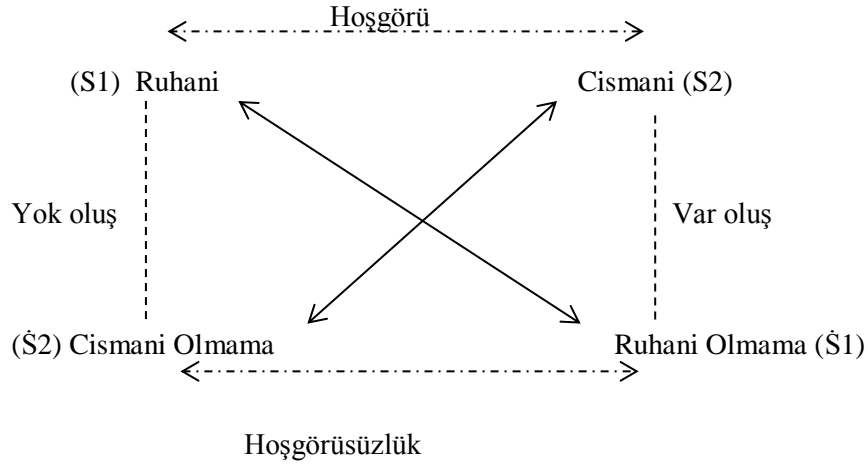 Hoşgörü
(S1) Ruhani Cismani (S2)
Yok oluş Var oluş
(Ṡ2) Cismani Olmama Ruhani Olmama (Ṡ1)
Hoşgörüsüzlük